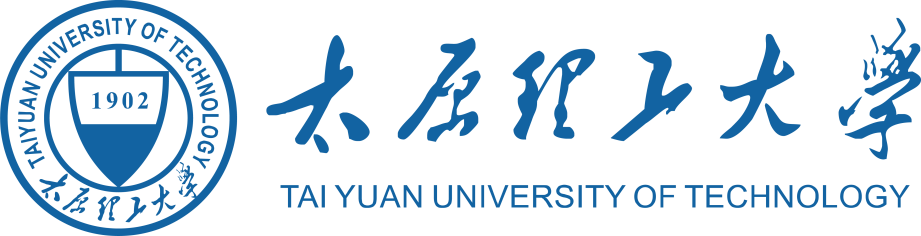 TAIYUAN UNIVERSITY OF TECHNOLOGY
1902
太原理工大学
太原理工大學
TAI YUAN UNIVERSITY OF TECHNOLOGY